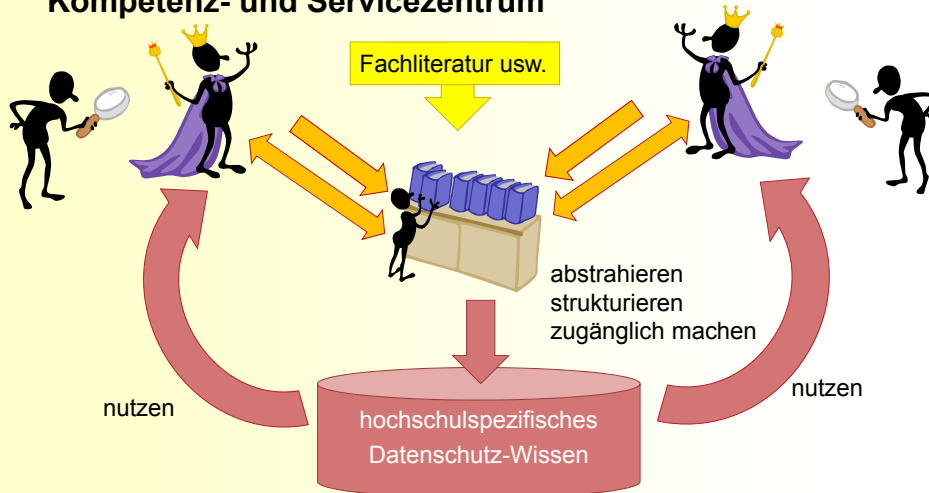 Kompetenz- und Servicezentrum
Fachliteratur usw.
abstrahieren
strukturieren
zugänglich machen
nutzen
nutzen
hochschulspezifisches
Datenschutz-Wissen